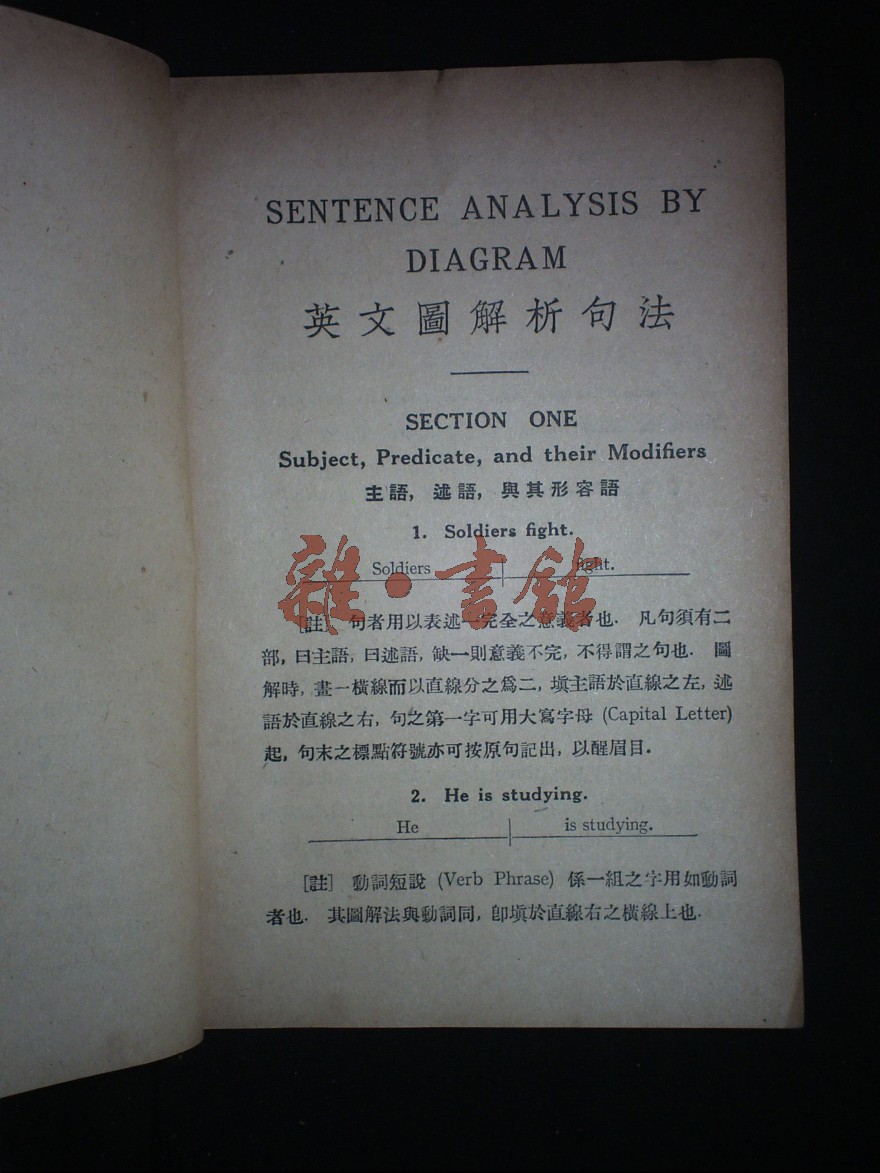 SENTENCE ANALYSIS BY
DIAGRAM
英文圖解析句法
SECTION ONE
Subject, Predicate, and their Modifiers
主語, 述語, 與其形容語
1. Soldiers fight.
Soldiers fight.
雜·書館
[註] 句者用以表述一完全之意義者也. 凡句須有二
部, 曰主語, 曰述語, 缺一則意義不完, 不得謂之句也. 圖
解時, 畫一橫線而以直線分之爲二, 塡主語於直線之左, 述
語於直線之右, 句之第一字可用大寫字母 (Capital Letter)
起, 句末之標點符號亦可按原句記出, 以醒眉目.
2. He is studying.
He is studying.
[註] 動詞短說 (Verb Phrase) 係一組之字用如動詞
者也. 其圖解法與動詞同, 卽塡於直線右之橫線上也.